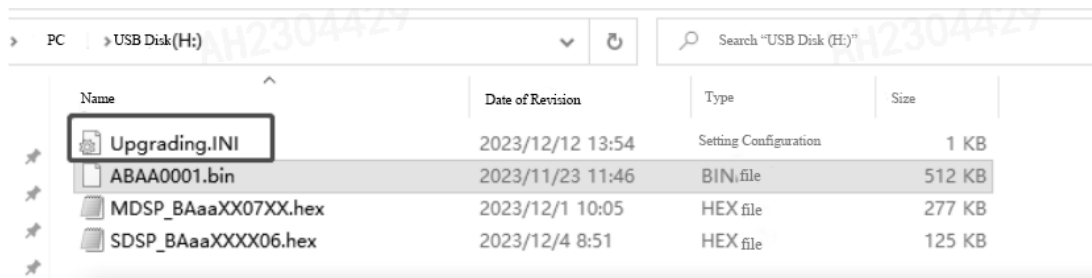 PC > USB Disk (H:) Search “USB Disk (H:)”
AH2304429 AH2304429
Name Date of Revision Type Size
Upgrading.INI 2023/12/12 13:54 Setting Configuration 1 KB
ABAA0001.bin 2023/11/23 11:46 BIN file 512 KB
MDSP_BAaaXX07XX.hex 2023/12/1 10:05 HEX file 277 KB
SDSP_BAaaXXXX06.hex 2023/12/4 8:51 HEX file 125 KB